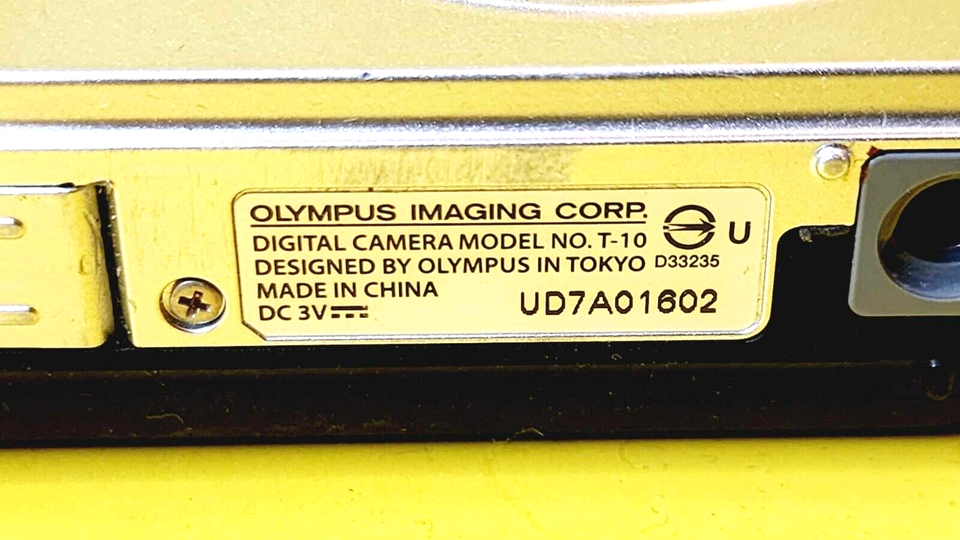 OLYMPUS IMAGING CORP.
DIGITAL CAMERA MODEL NO. T-10
U
DESIGNED BY OLYMPUS IN TOKYO
D33235
MADE IN CHINA
DC 3V
UD7A01602